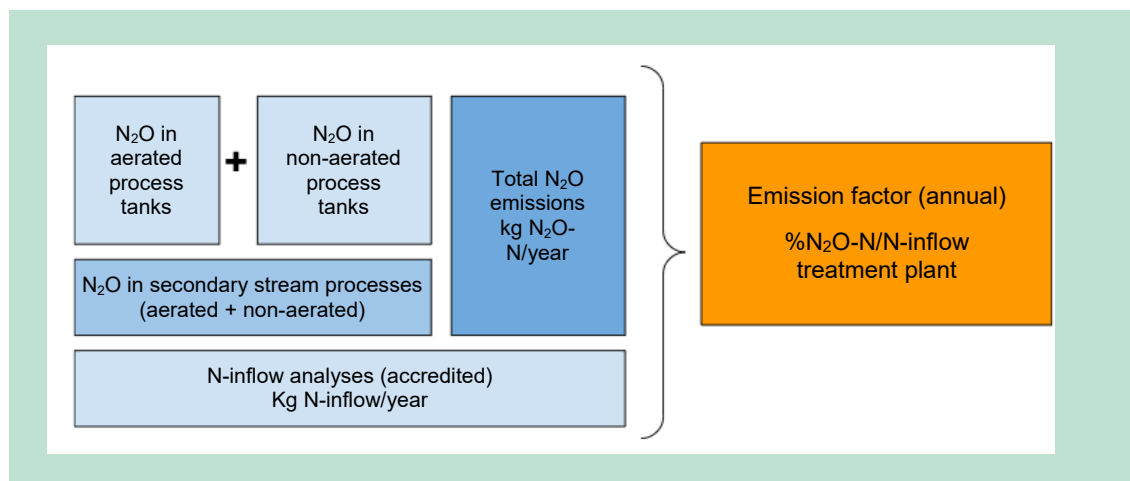 N₂O in
aerated
process
tanks
+
N₂O in
non-aerated
process
tanks
Total N₂O
emissions
kg N₂O-
N/year
N₂O in secondary stream processes
(aerated + non-aerated)
N-inflow analyses (accredited)
Kg N-inflow/year
Emission factor (annual)
%N₂O-N/N-inflow
treatment plant